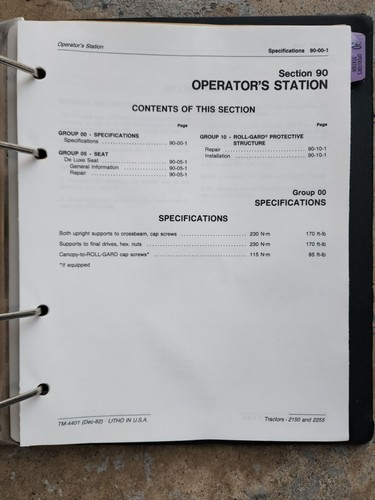 Operator's Station
Specifications 90-00-1
Section 90
OPERATOR'S STATION
CONTENTS OF THIS SECTION
Page
GROUP 00 - SPECIFICATIONS
Specifications 90-00-1
GROUP 05 - SEAT
De Luxe Seat 90-05-1
General Information 90-05-1
Repair 90-05-1
Page
GROUP 10 - ROLL-GARD® PROTECTIVE
STRUCTURE
Repair 90-10-1
Installation 90-10-1
Group 00
SPECIFICATIONS
SPECIFICATIONS
Both upright supports to crossbeam, cap screws 230 N·m 170 ft-lb
Supports to final drives, hex. nuts 230 N·m 170 ft-lb
Canopy-to-ROLL-GARD cap screws* 115 N·m 85 ft-lb
*If equipped
TM-4401 (Dec-82) LITHO IN U.S.A.
Tractors - 2150 and 2255
90
STATION